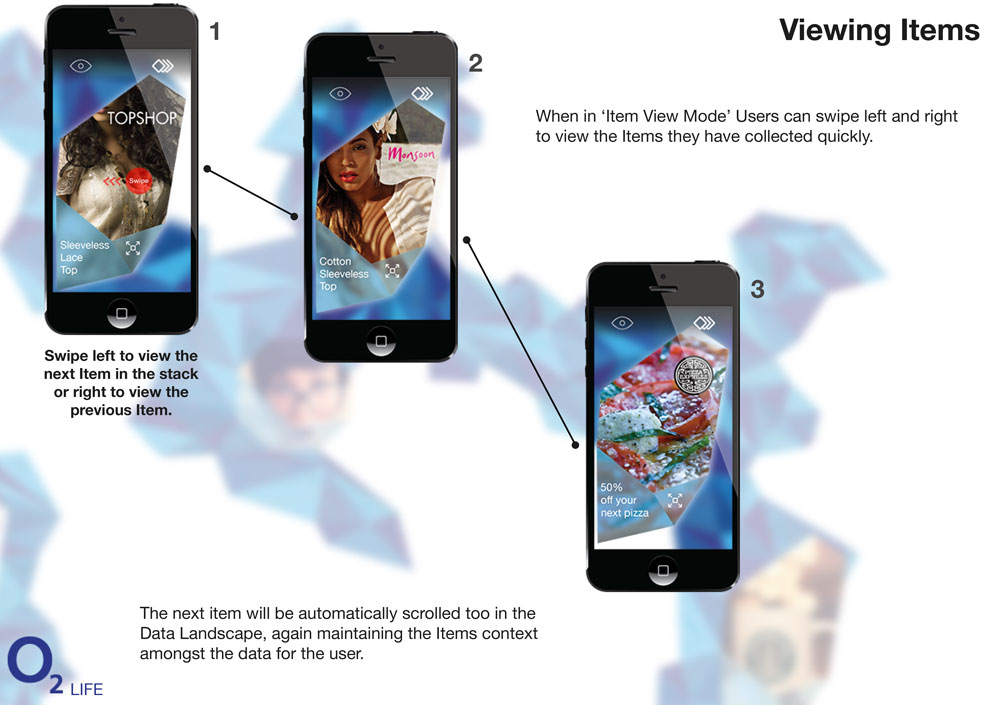 Viewing Items
1
TOPSHOP
Swipe
Sleeveless
Lace
Top
Swipe left to view the
next Item in the stack
or right to view the
previous Item.
2
Monsoon
Cotton
Sleeveless
Top
When in ‘Item View Mode’ Users can swipe left and right
to view the Items they have collected quickly.
3
PIZZA
EXPRESS
50%
off your
next pizza
The next item will be automatically scrolled too in the
Data Landscape, again maintaining the Items context
amongst the data for the user.
O2 LIFE